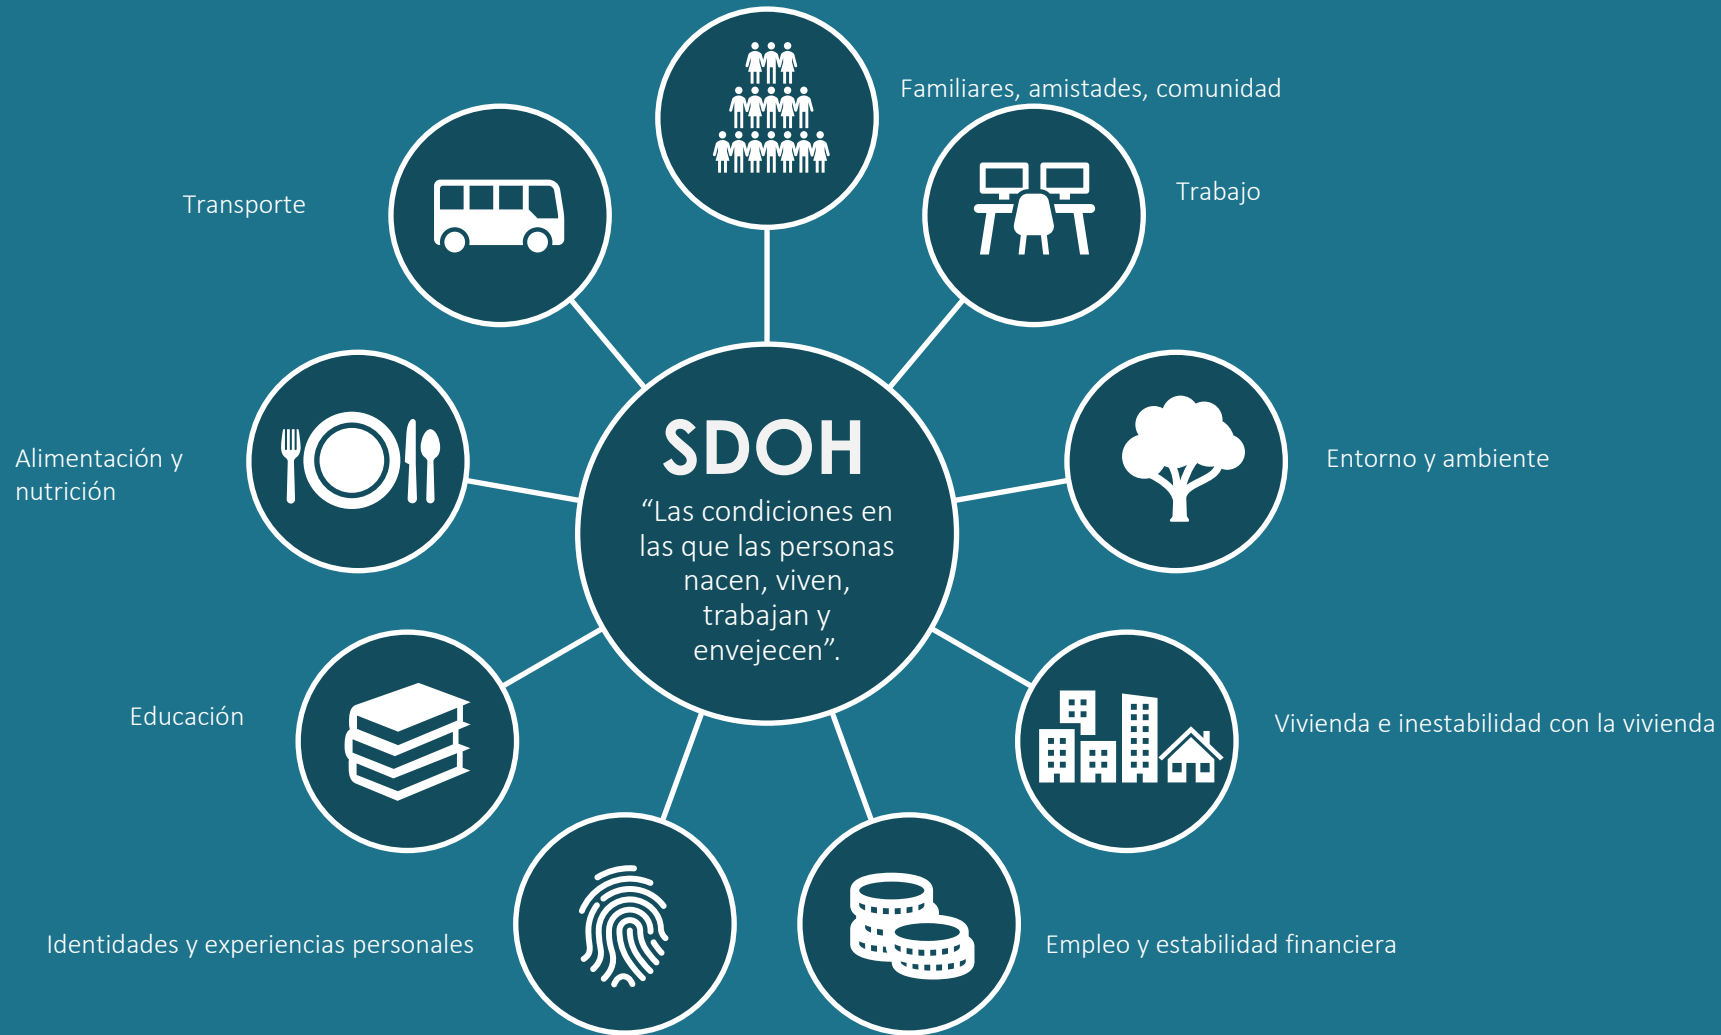 Familiares, amistades, comunidad
Trabajo
Transporte
SDOH
“Las condiciones en
las que las personas
nacen, viven,
trabajan y
envejecen”.
Alimentación y
nutrición
Entorno y ambiente
Educación
Vivienda e inestabilidad con la vivienda
Identidades y experiencias personales
Empleo y estabilidad financiera